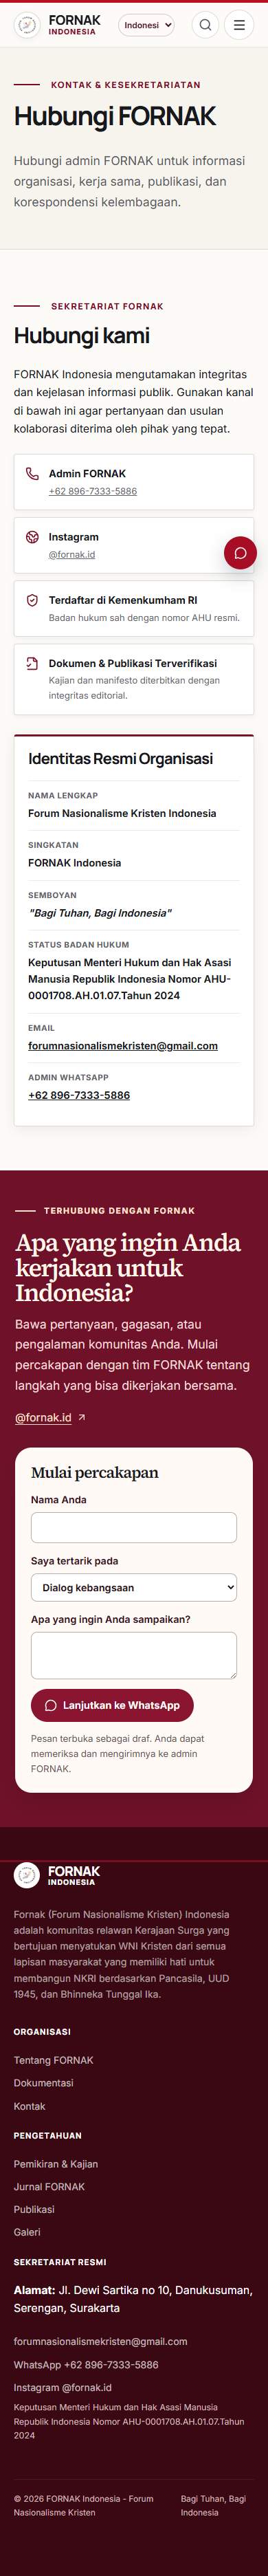 FORNAK
INDONESIA
Indonesi
KONTAK & KESEKRETARIATAN
Hubungi FORNAK
Hubungi admin FORNAK untuk informasi
organisasi, kerja sama, publikasi, dan
korespondensi kelembagaan.
SEKRETARIAT FORNAK
Hubungi kami
FORNAK Indonesia mengutamakan integritas
dan kejelasan informasi publik. Gunakan kanal
di bawah ini agar pertanyaan dan usulan
kolaborasi diterima oleh pihak yang tepat.
Admin FORNAK
+62 896-7333-5886
Instagram
@fornak.id
Terdaftar di Kemenkumham RI
Badan hukum sah dengan nomor AHU resmi.
Dokumen & Publikasi Terverifikasi
Kajian dan manifesto diterbitkan dengan
integritas editorial.
Identitas Resmi Organisasi
NAMA LENGKAP
Forum Nasionalisme Kristen Indonesia
SINGKATAN
FORNAK Indonesia
SEMBOYAN
"Bagi Tuhan, Bagi Indonesia"
STATUS BADAN HUKUM
Keputusan Menteri Hukum dan Hak Asasi
Manusia Republik Indonesia Nomor AHU-
0001708.AH.01.07.Tahun 2024
EMAIL
forumnasionalismekristen@gmail.com
ADMIN WHATSAPP
+62 896-7333-5886
TERHUBUNG DENGAN FORNAK
Apa yang ingin Anda
kerjakan untuk
Indonesia?
Bawa pertanyaan, gagasan, atau
pengalaman komunitas Anda. Mulai
percakapan dengan tim FORNAK tentang
langkah yang bisa dikerjakan bersama.
@fornak.id
Mulai percakapan
Nama Anda
Saya tertarik pada
Dialog kebangsaan
Apa yang ingin Anda sampaikan?
Lanjutkan ke WhatsApp
Pesan terbuka sebagai draf. Anda dapat
memeriksa dan mengirimnya ke admin
FORNAK.
FORNAK
INDONESIA
Fornak (Forum Nasionalisme Kristen) Indonesia
adalah komunitas relawan Kerajaan Surga yang
bertujuan menyatukan WNI Kristen dari semua
lapisan masyarakat yang memiliki hati untuk
membangun NKRI berdasarkan Pancasila, UUD
1945, dan Bhinneka Tunggal Ika.
ORGANISASI
Tentang FORNAK
Dokumentasi
Kontak
PENGETAHUAN
Pemikiran & Kajian
Jurnal FORNAK
Publikasi
Galeri
SEKRETARIAT RESMI
Alamat: Jl. Dewi Sartika no 10, Danukusuman,
Serengan, Surakarta
forumnasionalismekristen@gmail.com
WhatsApp +62 896-7333-5886
Instagram @fornak.id
Keputusan Menteri Hukum dan Hak Asasi Manusia
Republik Indonesia Nomor AHU-0001708.AH.01.07.Tahun
2024
© 2026 FORNAK Indonesia - Forum
Nasionalisme Kristen
Bagi Tuhan, Bagi
Indonesia